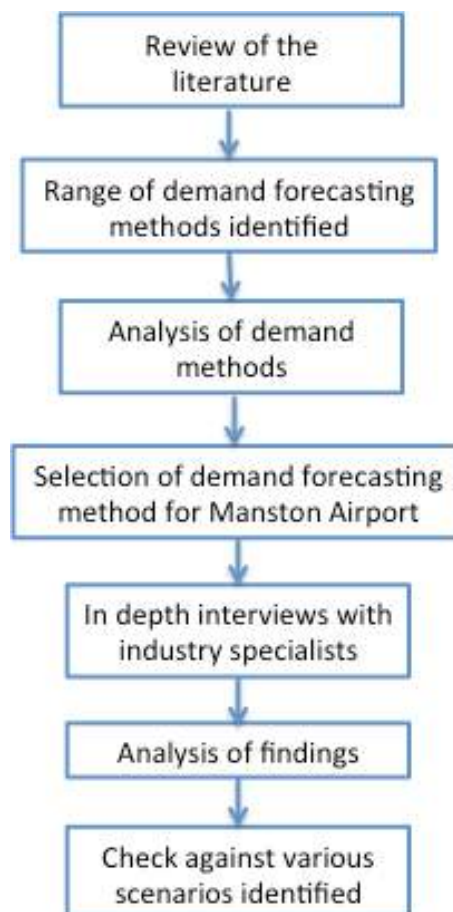 Review of the
literature
Range of demand forecasting
methods identified
Analysis of demand
methods
Selection of demand forecasting
method for Manston Airport
In depth interviews with
industry specialists
Analysis of findings
Check against various
scenarios identified